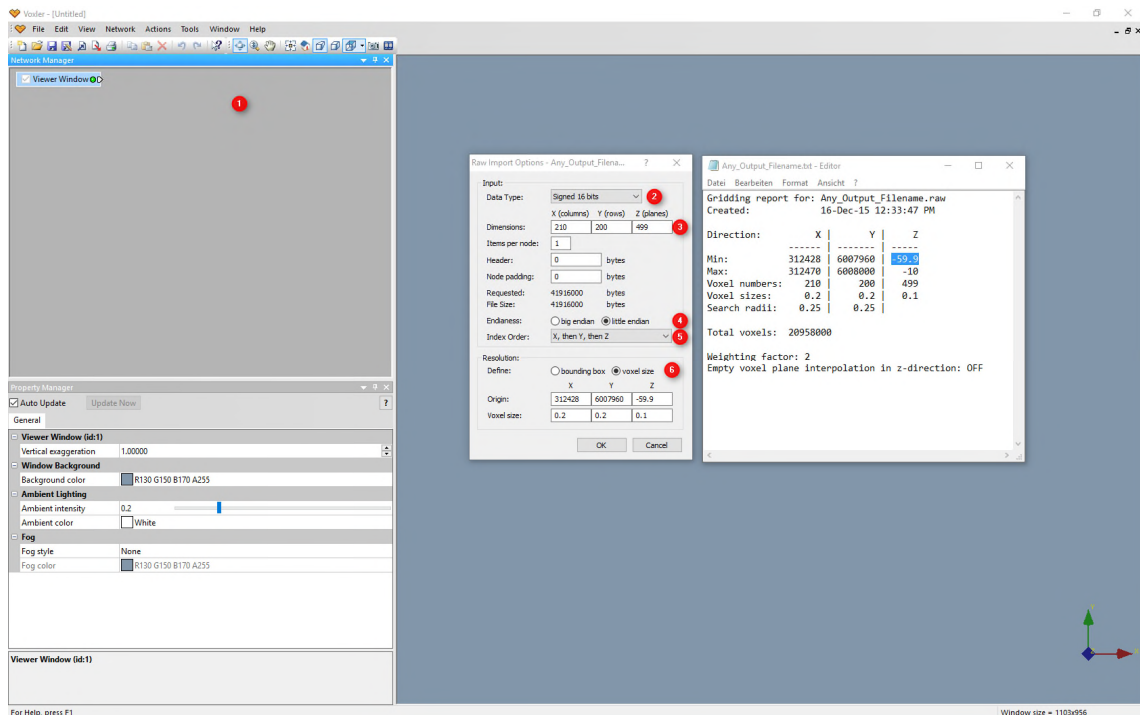 Voxler - [Untitled]
File Edit View Network Actions Tools Window Help
Network Manager
Viewer Window
1
Property Manager
Auto Update Update Now ?
General
Viewer Window (id:1)
Vertical exaggeration 1.00000
Window Background
Background color R130 G150 B170 A255
Ambient Lighting
Ambient intensity 0.2
Ambient color White
Fog
Fog style None
Fog color R130 G150 B170 A255
Viewer Window (id:1)
For Help, press F1
Raw Import Options - Any_Output_Filena... ?
Input:
Data Type: Signed 16 bits 2
X (columns) Y (rows) Z (planes)
Dimensions: 210 200 499 3
Items per node: 1
Header: 0 bytes
Node padding: 0 bytes
Requested: 41916000 bytes
File Size: 41916000 bytes
Endianess: big endian little endian 4
Index Order: X, then Y, then Z 5
Resolution:
Define: bounding box voxel size 6
X Y Z
Origin: 312428 6007960 -59.9
Voxel size: 0.2 0.2 0.1
OK Cancel
Any_Output_Filename.txt - Editor
Datei Bearbeiten Format Ansicht ?
Gridding report for: Any_Output_Filename.raw
Created: 16-Dec-15 12:33:47 PM
Direction: X | Y | Z
------ | ------- | -----
Min: 312428 | 6007960 | -59.9
Max: 312470 | 6008000 | -10
Voxel numbers: 210 | 200 | 499
Voxel sizes: 0.2 | 0.2 | 0.1
Search radii: 0.25 | 0.25 |
Total voxels: 20958000
Weighting factor: 2
Empty voxel plane interpolation in z-direction: OFF
Window size = 1103x956